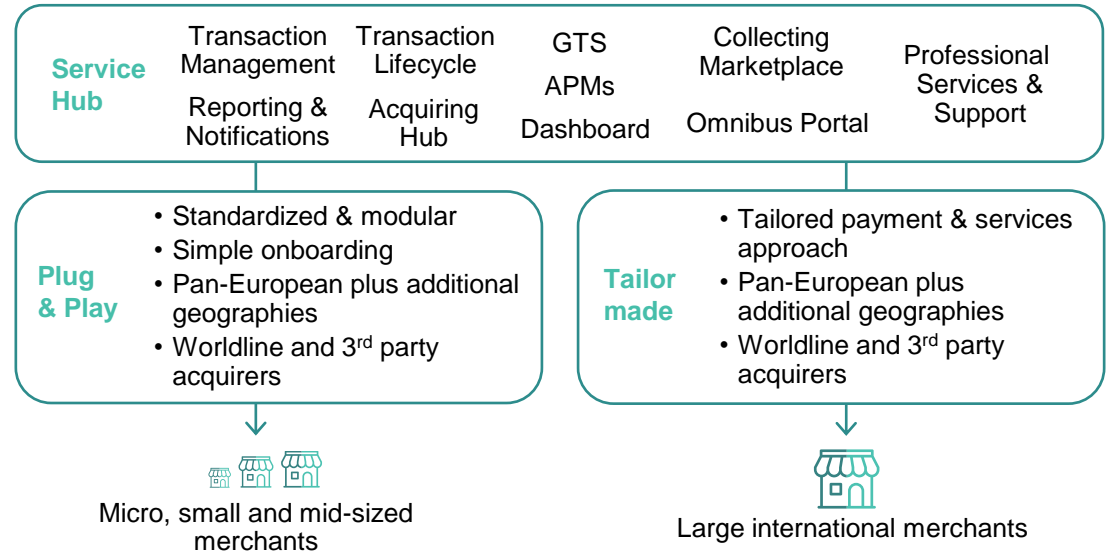 Service
Hub
Transaction
Management
Reporting &
Notifications
Transaction
Lifecycle
Acquiring
Hub
GTS
APMs
Dashboard
Collecting
Marketplace
Omnibus Portal
Professional
Services &
Support
Plug
& Play
• Standardized & modular
• Simple onboarding
• Pan-European plus additional
geographies
• Worldline and 3rd party
acquirers
Tailor
made
• Tailored payment & services
approach
• Pan-European plus
additional geographies
• Worldline and 3rd party
acquirers
Micro, small and mid-sized
merchants
Large international merchants